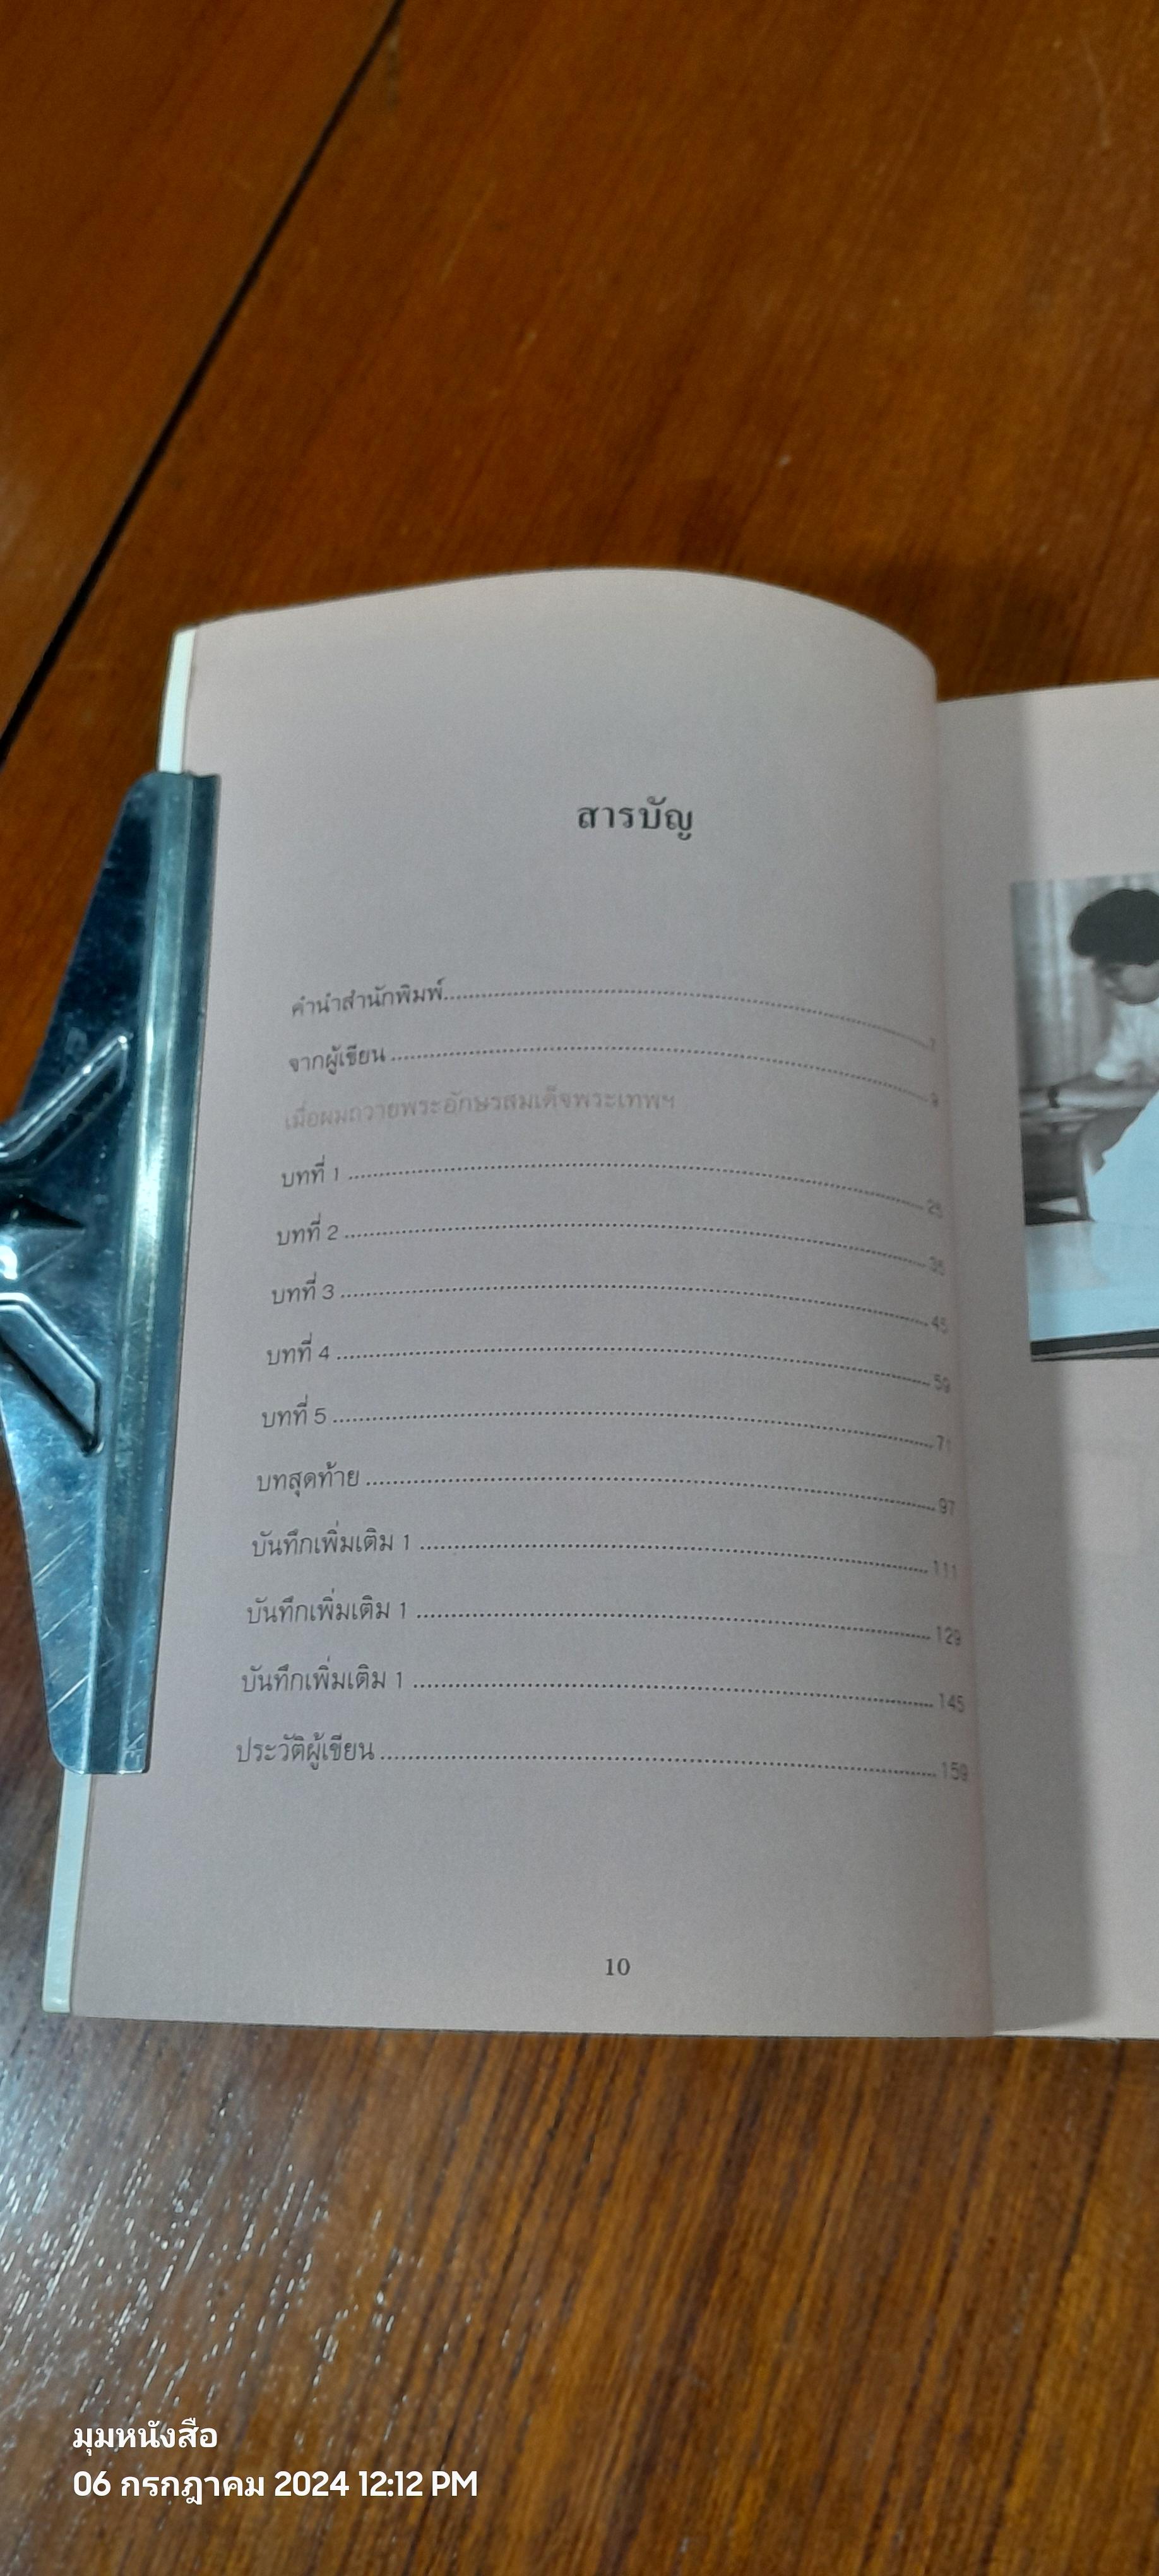 สารบัญ
คำนำสำนักพิมพ์.......................................................7
จากผู้เขียน.......................................................9
เมื่อผมถวายพระอักษรสมเด็จพระเทพฯ
บทที่ 1.......................................................25
บทที่ 2.......................................................35
บทที่ 3.......................................................45
บทที่ 4.......................................................59
บทที่ 5.......................................................71
บทสุดท้าย.......................................................97
บันทึกเพิ่มเติม 1.......................................................111
บันทึกเพิ่มเติม 1.......................................................129
บันทึกเพิ่มเติม 1.......................................................145
ประวัติผู้เขียน.......................................................159
10
มุมหนังสือ
06 กรกฎาคม 2024 12:12 PM